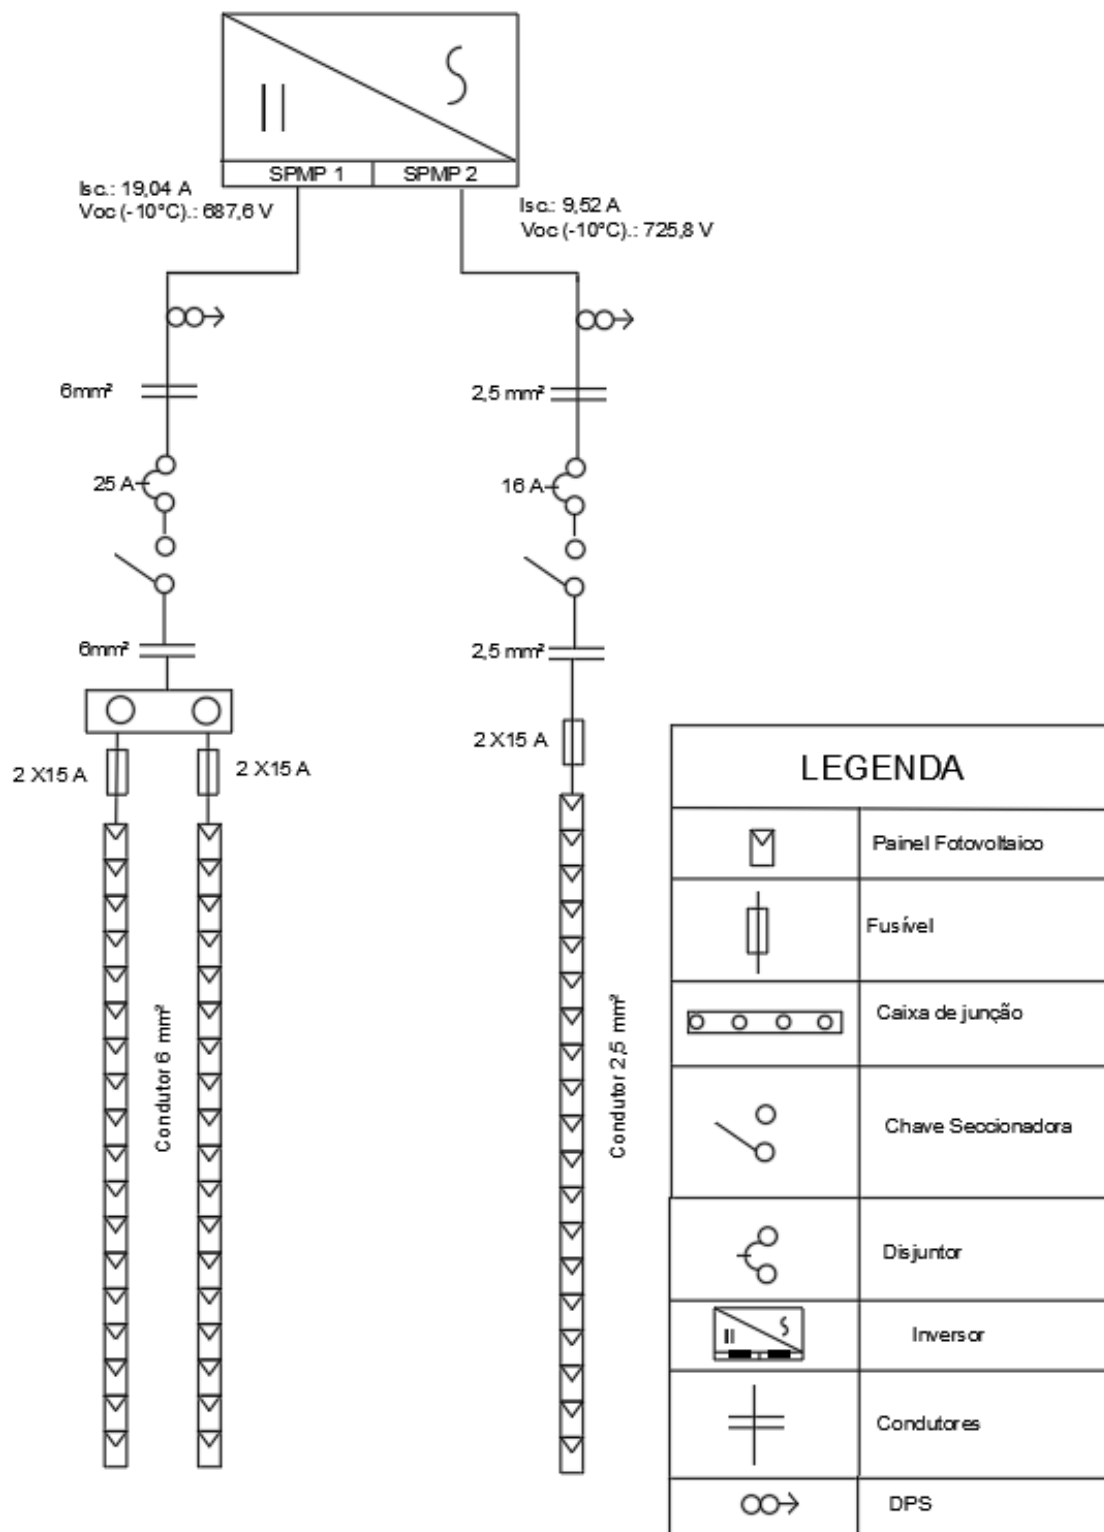 SPMP 1
SPMP 2
Isc.: 19,04 A
Voc (-10°C).: 687,6 V
Isc.: 9,52 A
Voc (-10°C).: 725,8 V
6mm²
2,5 mm²
25 A
16 A
6mm²
2,5 mm²
2 X15 A
2 X15 A
2 X15 A
Condutor 6 mm²
Condutor 2,5 mm²
LEGENDA
Painel Fotovoltaico
Fusível
Caixa de junção
Chave Seccionadora
Disjuntor
Inversor
Condutores
DPS